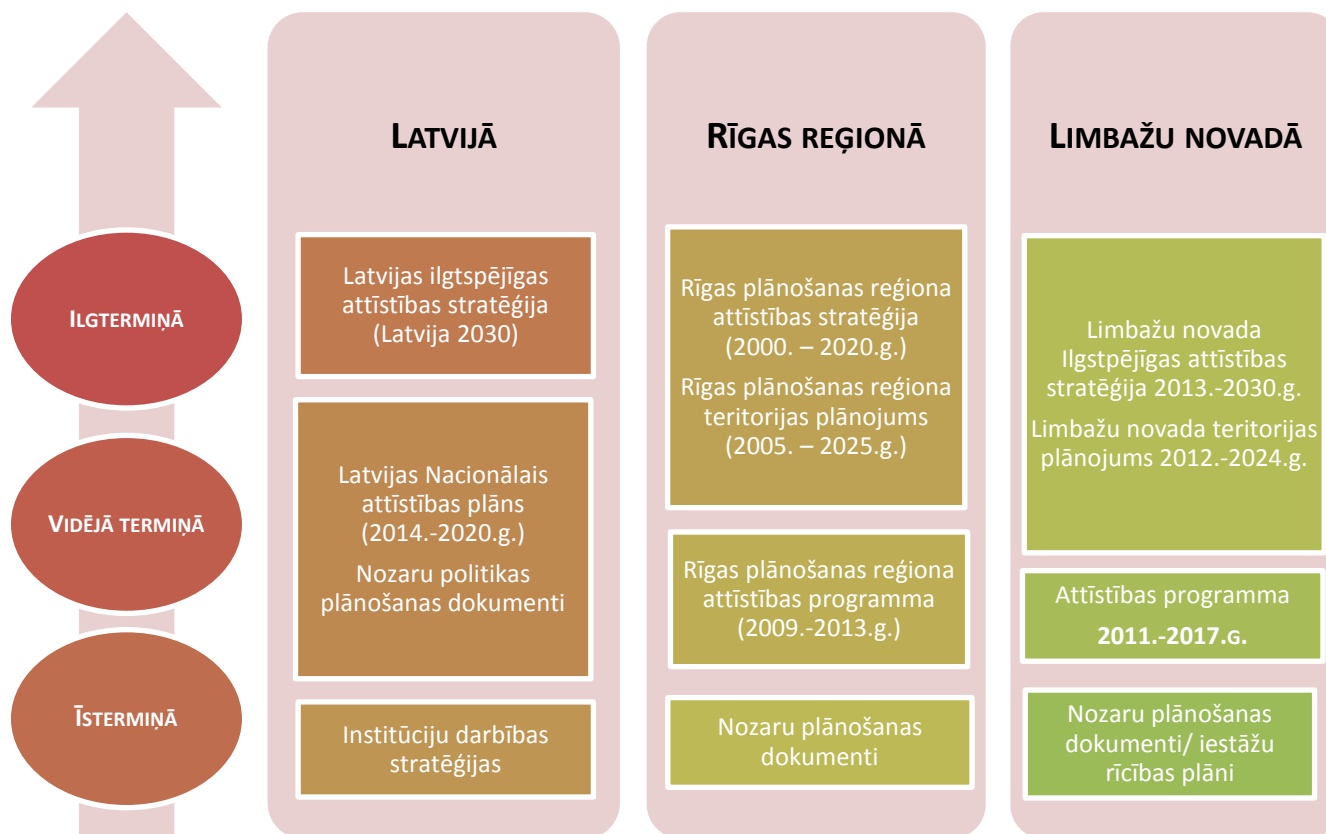 LATVIJĀ
RĪGAS REĢIONĀ
LIMBAŽU NOVADĀ
ILGTERMIŅĀ
VIDĒJĀ TERMIŅĀ
ĪSTERMIŅĀ
Latvijas ilgtspējīgas
attīstības stratēģija
(Latvija 2030)
Latvijas Nacionālais
attīstības plāns
(2014.-2020.g.)
Nozaru politikas
plānošanas dokumenti
Institūciju darbības
stratēģijas
Rīgas plānošanas reģiona
attīstības stratēģija
(2000. – 2020.g.)
Rīgas plānošanas reģiona
teritorijas plānojums
(2005. – 2025.g.)
Rīgas plānošanas reģiona
attīstības programma
(2009.-2013.g.)
Nozaru plānošanas
dokumenti
Limbažu novada
Ilgstpējīgas attīstības
stratēģija 2013.-2030.g.
Limbažu novada teritorijas
plānojums 2012.-2024.g.
Attīstības programma
2011.-2017.G.
Nozaru plānošanas
dokumenti/ iestāžu
rīcības plāni